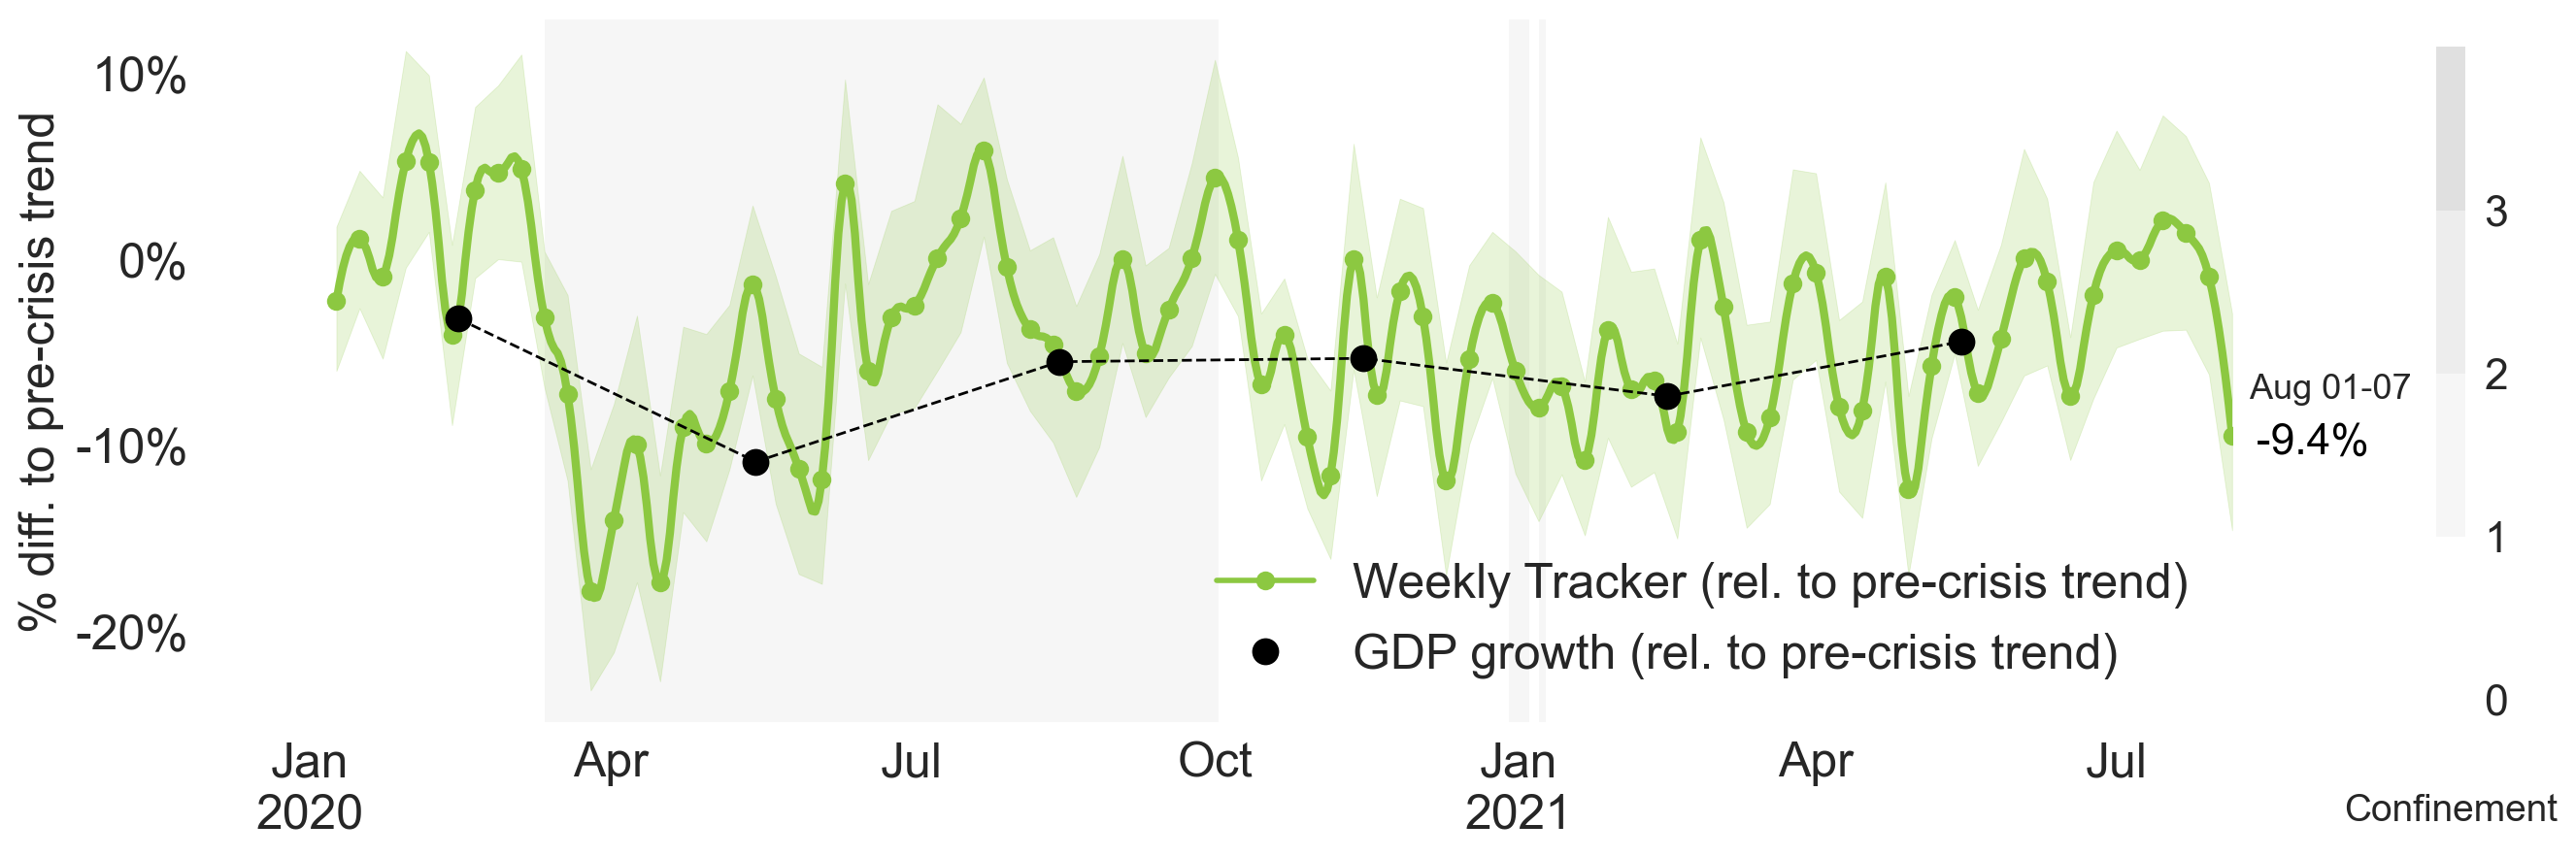 % diff. to pre-crisis trend
10%
0%
-10%
-20%
Jan
2020
Apr
Jul
Oct
Jan
2021
Apr
Jul
Weekly Tracker (rel. to pre-crisis trend)
GDP growth (rel. to pre-crisis trend)
Aug 01-07
-9.4%
3
2
1
0
Confinement